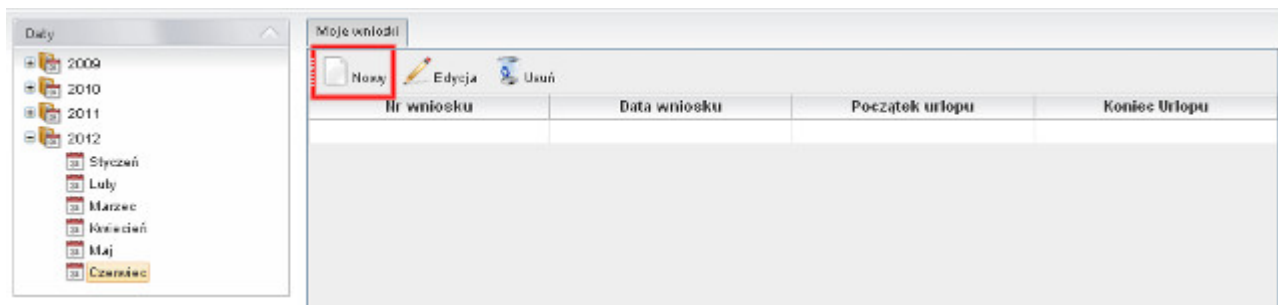 Daty
2009
2010
2011
2012
Styczeń
Luty
Marzec
Kwiecień
Maj
Czerwiec
Moje wnioski
Nowy Edycja Usuń
Nr wniosku Data wniosku Początek urlopu Koniec Urlopu